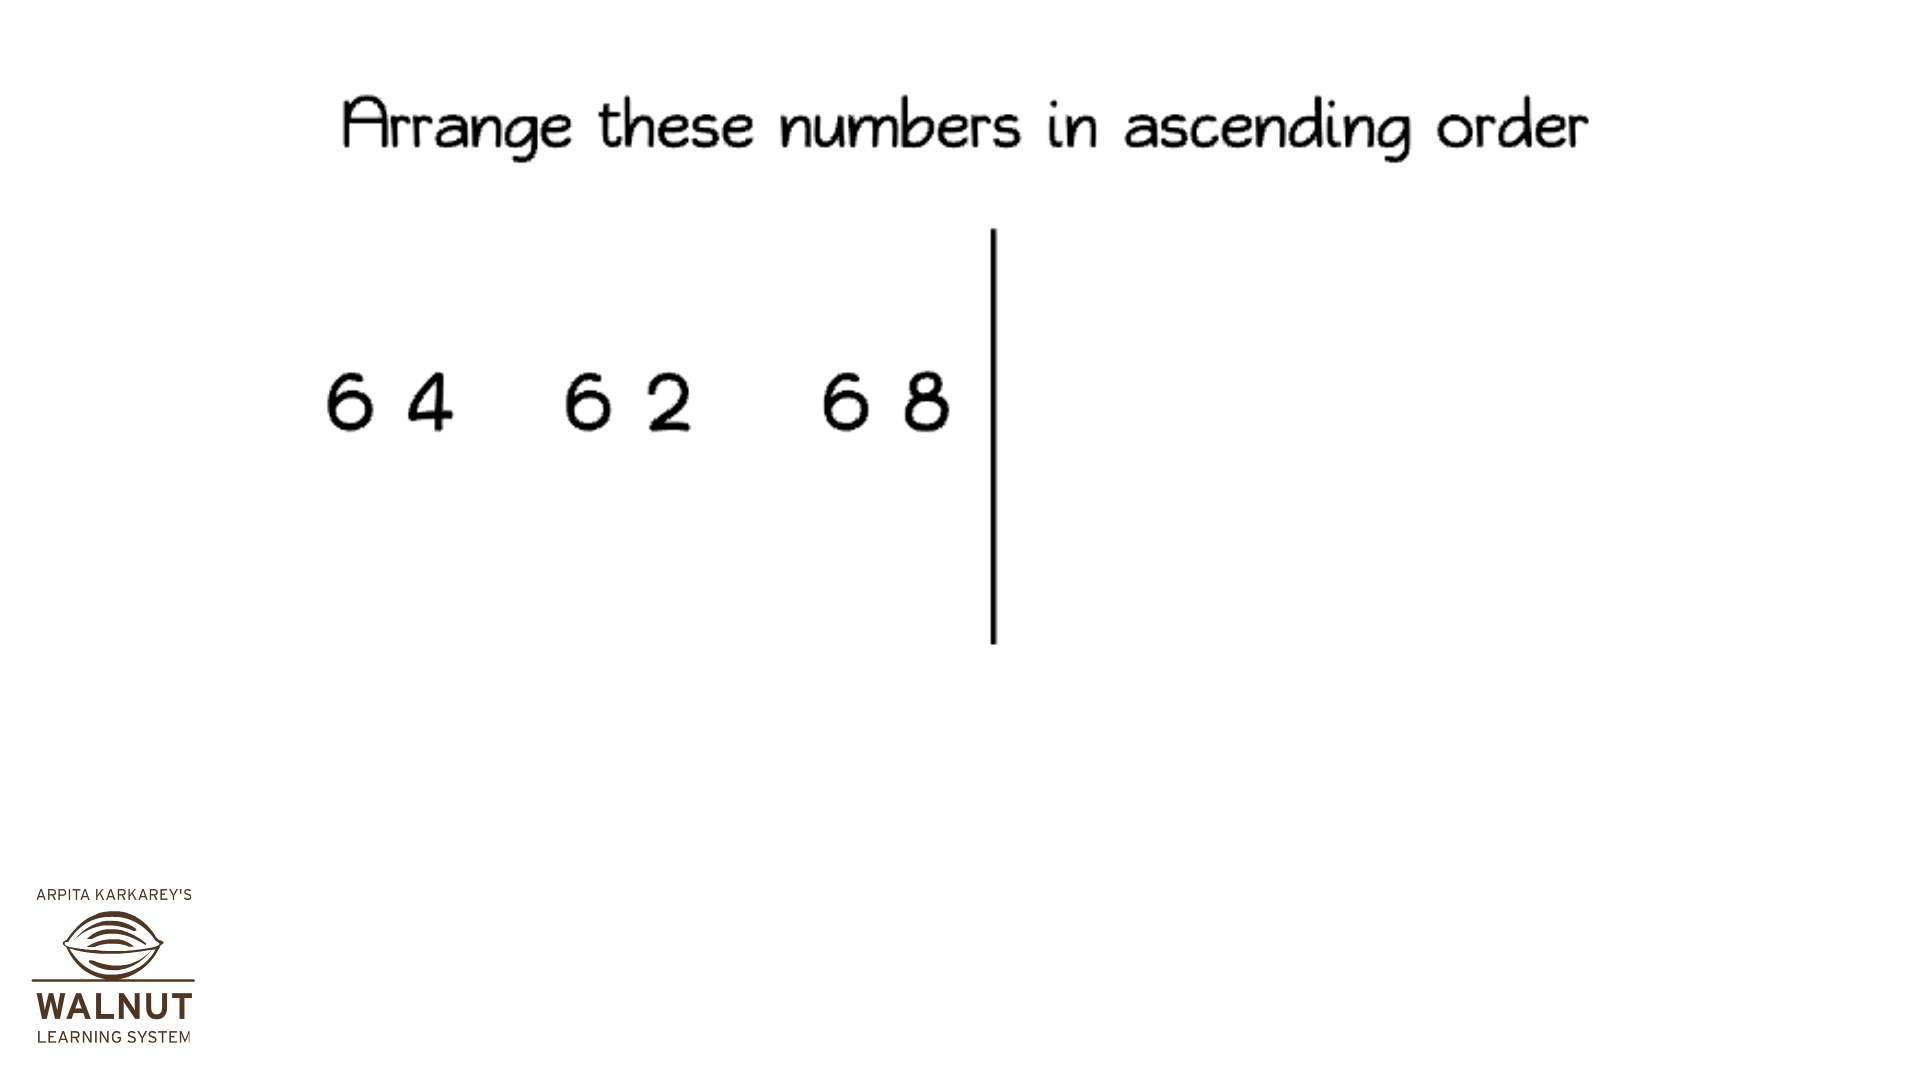 Arrange these numbers in ascending order
64 62 68
ARPITA KARKAREY'S
WALNUT
LEARNING SYSTEM